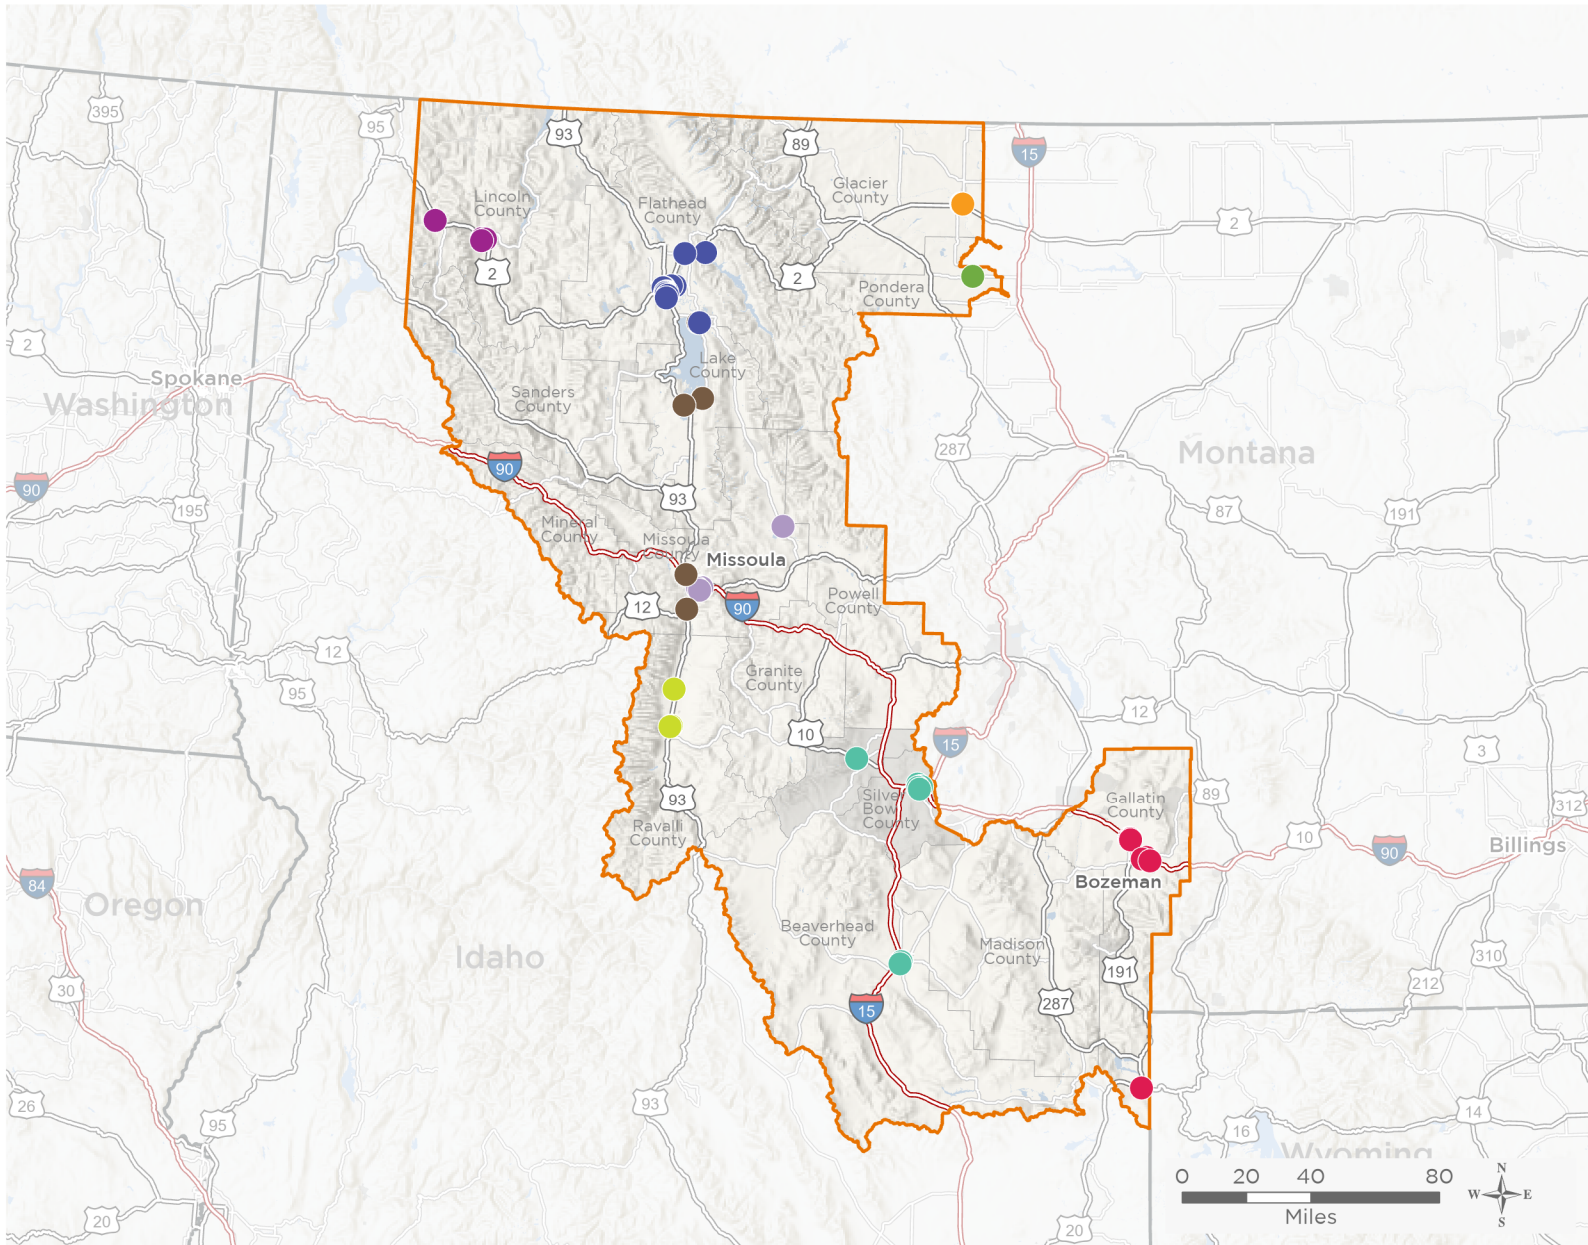 395
95
93
89
15
Glacier
County
Lincoln
County
Flathead
County
2
2
2
Pondera
County
2
Lake
County
Spokane
Washington
Sanders
County
287
Montana
90
90
93
195
87
191
Mineral
County
Missoula
County
Missoula
12
90
Powell
County
12
95
Granite
County
12
10
15
3
93
Silver
Bow
County
Gallatin
County
89
312
Ravalli
County
10
90
Billings
84
Bozeman
Oregon
Beaverhead
County
Madison
County
Idaho
191
310
212
30
287
15
26
93
95
14
16
Wyoming
0 20 40 80
Miles
N
W E
S
20
20